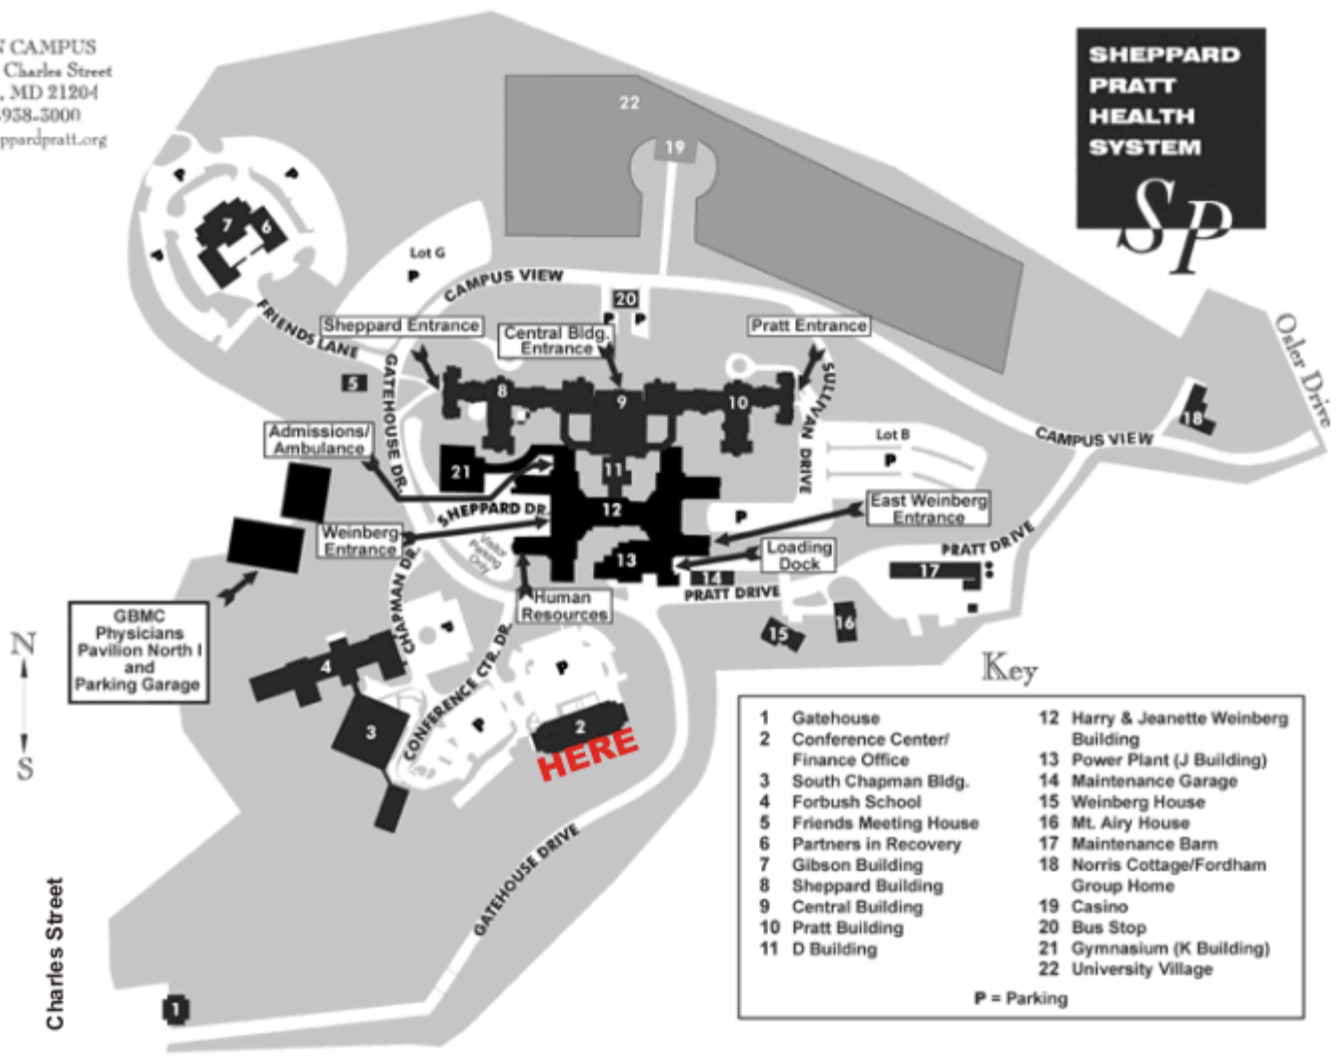 CAMPUS
Charles Street
, MD 21204
938-3000
ppardpratt.org
SHEPPARD
PRATT
HEALTH
SYSTEM
SP
22
19
P
P
7
6
P
Lot G
P
CAMPUS VIEW
20
P P
FRIENDS LANE
Sheppard Entrance
Central Bldg.
Entrance
Pratt Entrance
Osler Drive
GATEHOUSE DR.
5
8
9
10
SULLIVAN DRIVE
18
CAMPUS VIEW
Lot B
P
Admissions/
Ambulance
21
11
SHEPPARD DR.
12
P
East Weinberg
Entrance
Weinberg
Entrance
Visitor
Parking
Only
13
Loading
Dock
PRATT DRIVE
17
14
PRATT DRIVE
Human
Resources
CHAPMAN DR.
GBMC
Physicians
Pavilion North I
and
Parking Garage
N
S
P
15
16
4
CONFERENCE CTR. DR.
P
P
3
2
HERE
GATEHOUSE DRIVE
Charles Street
1
Key
1 Gatehouse
2 Conference Center/
Finance Office
3 South Chapman Bldg.
4 Forbush School
5 Friends Meeting House
6 Partners in Recovery
7 Gibson Building
8 Sheppard Building
9 Central Building
10 Pratt Building
11 D Building
12 Harry & Jeanette Weinberg
Building
13 Power Plant (J Building)
14 Maintenance Garage
15 Weinberg House
16 Mt. Airy House
17 Maintenance Barn
18 Norris Cottage/Fordham
Group Home
19 Casino
20 Bus Stop
21 Gymnasium (K Building)
22 University Village
P = Parking